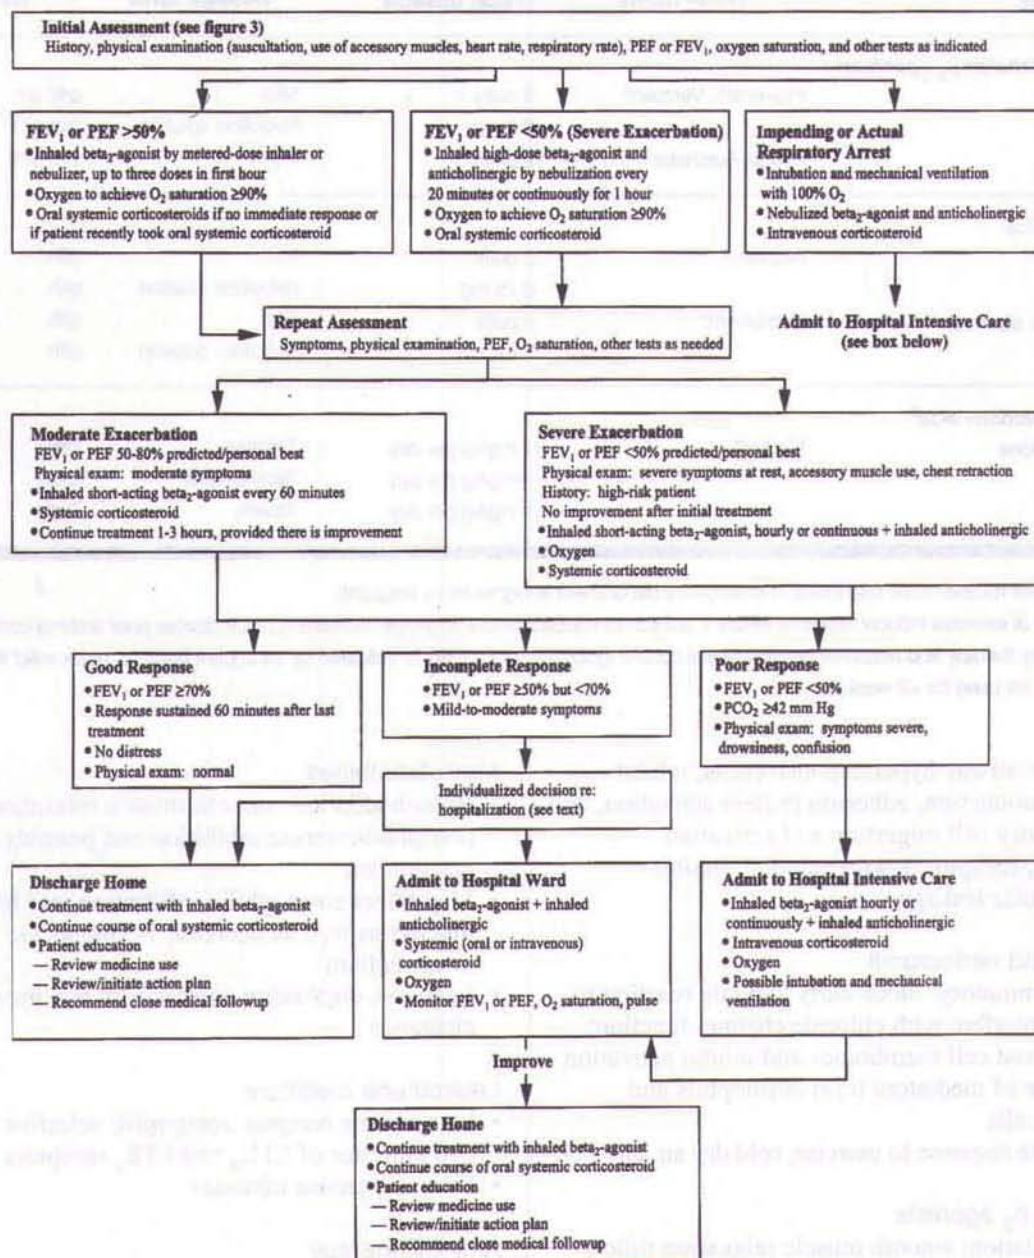 Initial Assessment (see figure 3)
History, physical examination (auscultation, use of accessory muscles, heart rate, respiratory rate), PEF or FEV₁, oxygen saturation, and other tests as indicated
FEV₁ or PEF >50%
• Inhaled beta₂-agonist by metered-dose inhaler or
nebulizer, up to three doses in first hour
• Oxygen to achieve O₂ saturation ≥90%
• Oral systemic corticosteroids if no immediate response or
if patient recently took oral systemic corticosteroid
FEV₁ or PEF <50% (Severe Exacerbation)
• Inhaled high-dose beta₂-agonist and
anticholinergic by nebulization every
20 minutes or continuously for 1 hour
• Oxygen to achieve O₂ saturation ≥90%
• Oral systemic corticosteroid
Impending or Actual
Respiratory Arrest
• Intubation and mechanical ventilation
with 100% O₂
• Nebulized beta₂-agonist and anticholinergic
• Intravenous corticosteroid
Repeat Assessment
Symptoms, physical examination, PEF, O₂ saturation, other tests as needed
Admit to Hospital Intensive Care
(see box below)
Moderate Exacerbation
FEV₁ or PEF 50-80% predicted/personal best
Physical exam: moderate symptoms
• Inhaled short-acting beta₂-agonist every 60 minutes
• Systemic corticosteroid
• Continue treatment 1-3 hours, provided there is improvement
Severe Exacerbation
FEV₁ or PEF <50% predicted/personal best
Physical exam: severe symptoms at rest, accessory muscle use, chest retraction
History: high-risk patient
No improvement after initial treatment
• Inhaled short-acting beta₂-agonist, hourly or continuous + inhaled anticholinergic
• Oxygen
• Systemic corticosteroid
Good Response
• FEV₁ or PEF ≥70%
• Response sustained 60 minutes after last
treatment
• No distress
• Physical exam: normal
Incomplete Response
• FEV₁ or PEF ≥50% but <70%
• Mild-to-moderate symptoms
Poor Response
• FEV₁ or PEF <50%
• PCO₂ ≥42 mm Hg
• Physical exam: symptoms severe,
drowsiness, confusion
Individualized decision re:
hospitalization (see text)
Discharge Home
• Continue treatment with inhaled beta₂-agonist
• Continue course of oral systemic corticosteroid
• Patient education
— Review medicine use
— Review/initiate action plan
— Recommend close medical followup
Admit to Hospital Ward
• Inhaled beta₂-agonist + inhaled
anticholinergic
• Systemic (oral or intravenous)
corticosteroid
• Oxygen
• Monitor FEV₁ or PEF, O₂ saturation, pulse
Admit to Hospital Intensive Care
• Inhaled beta₂-agonist hourly or
continuously + inhaled anticholinergic
• Intravenous corticosteroid
• Oxygen
• Possible intubation and mechanical
ventilation
Improve
Discharge Home
• Continue treatment with inhaled beta₂-agonist
• Continue course of oral systemic corticosteroid
• Patient education
— Review medicine use
— Review/initiate action plan
— Recommend close medical followup